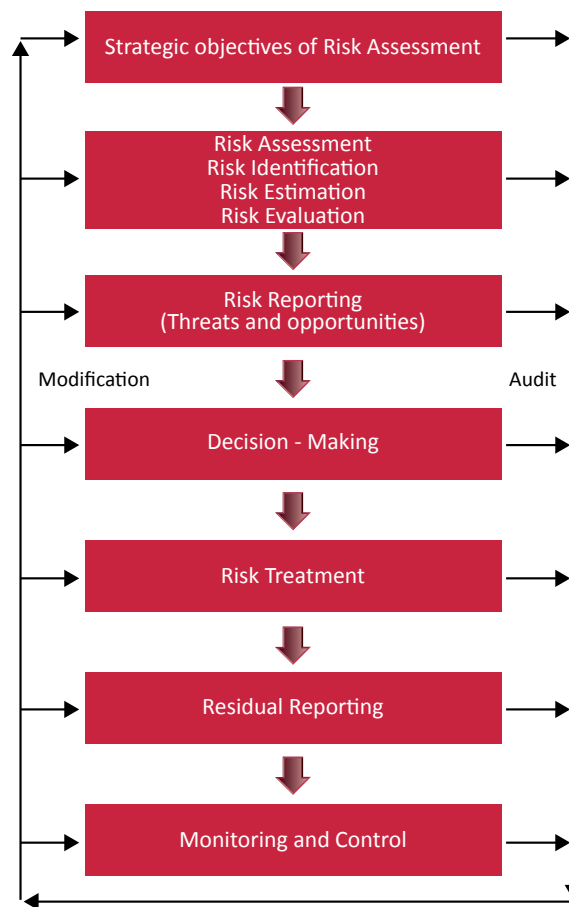 Strategic objectives of Risk Assessment
Risk Assessment
Risk Identification
Risk Estimation
Risk Evaluation
Risk Reporting
(Threats and opportunities)
Modification
Audit
Decision - Making
Risk Treatment
Residual Reporting
Monitoring and Control